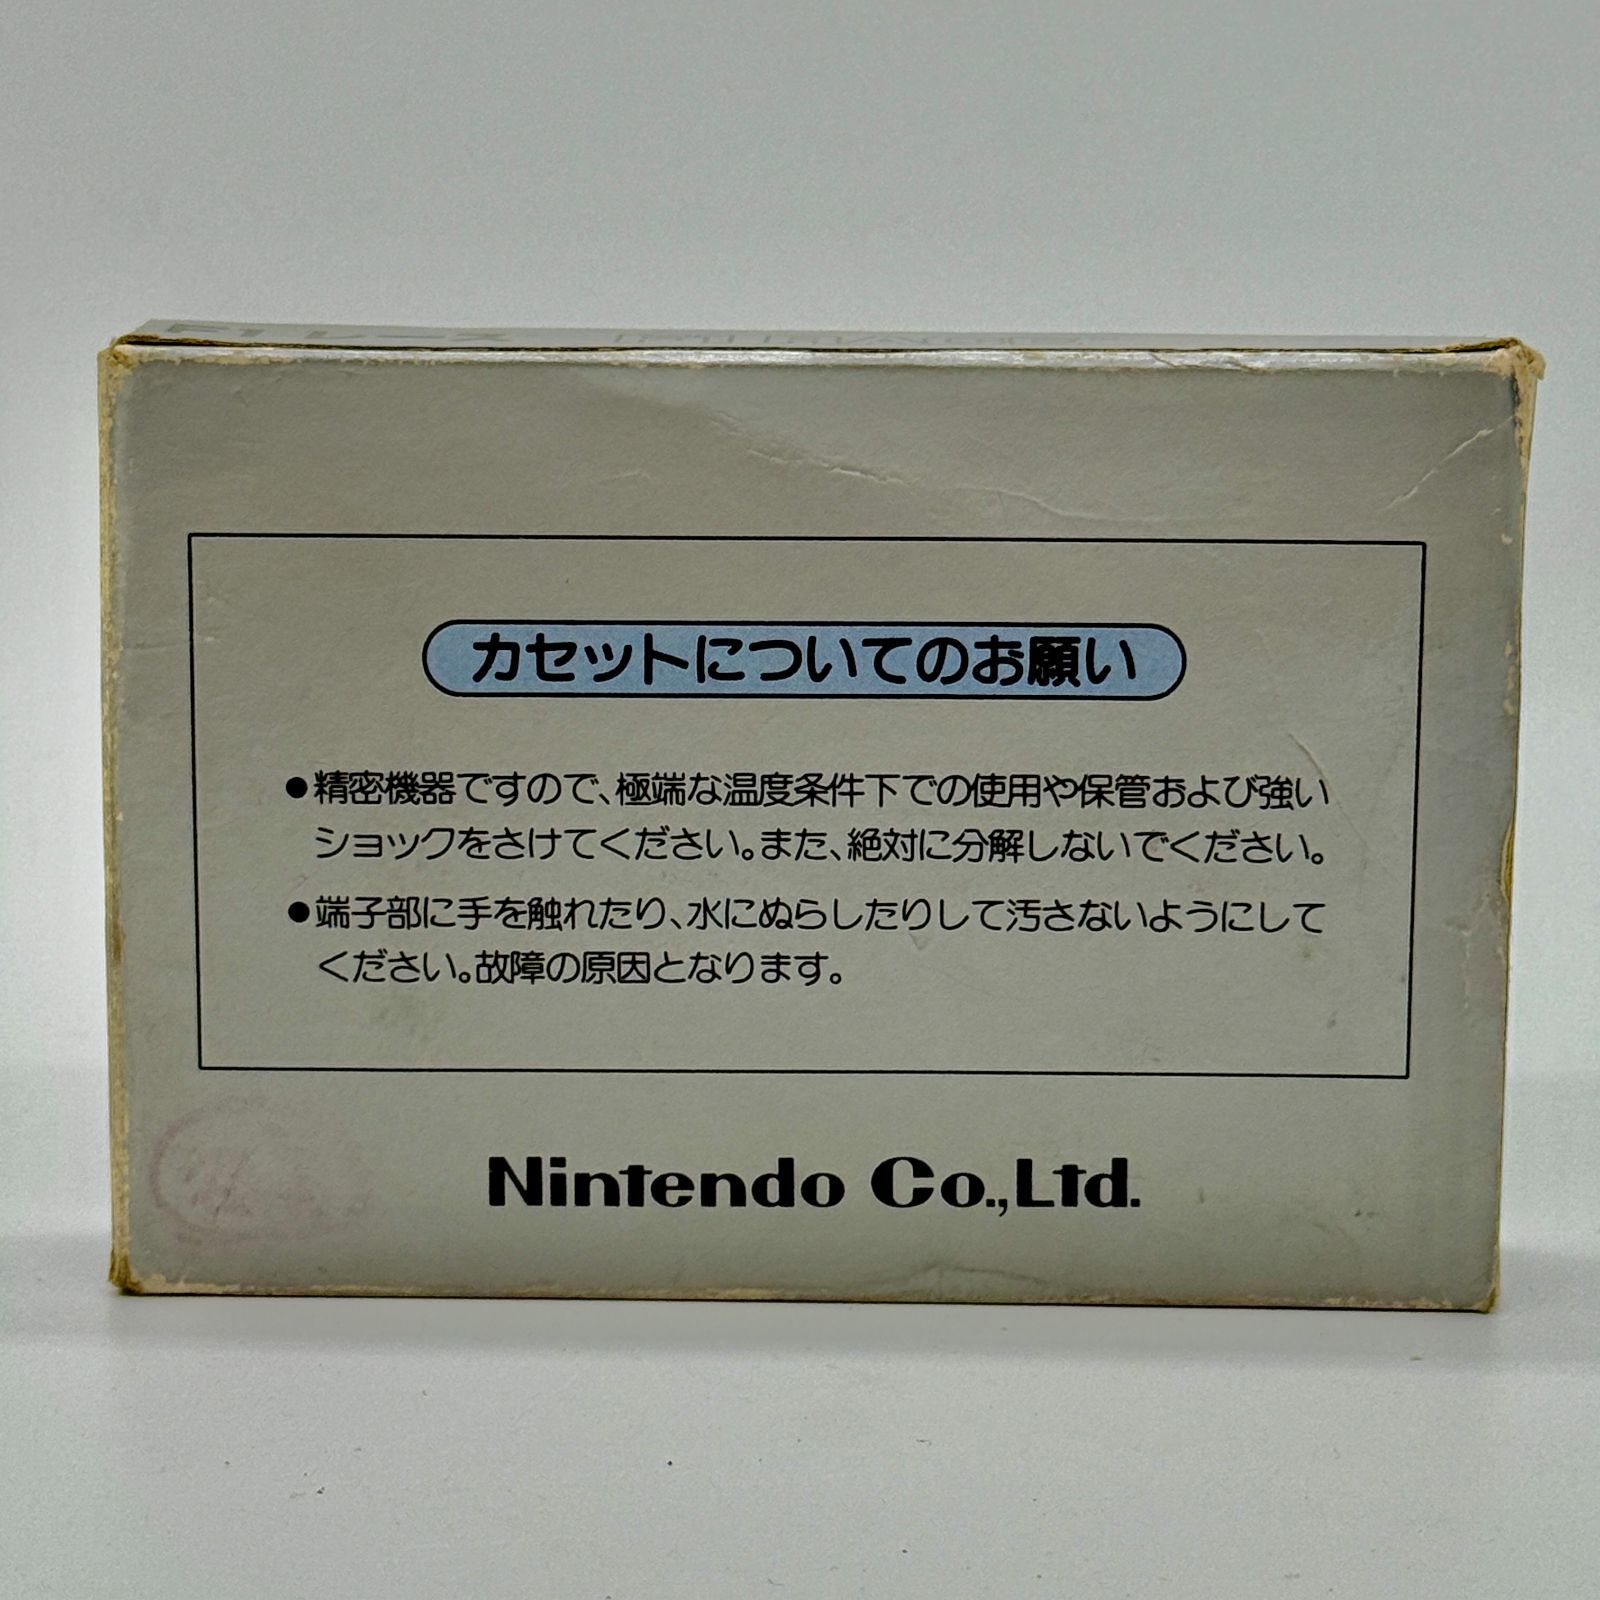 カセットについてのお願い
●精密機器ですので、極端な温度条件下での使用や保管および強い
ショックをさけてください。また、絶対に分解しないでください。
●端子部に手を触れたり、水にぬらしたりして汚さないようにして
ください。故障の原因となります。
Nintendo Co.,Ltd.